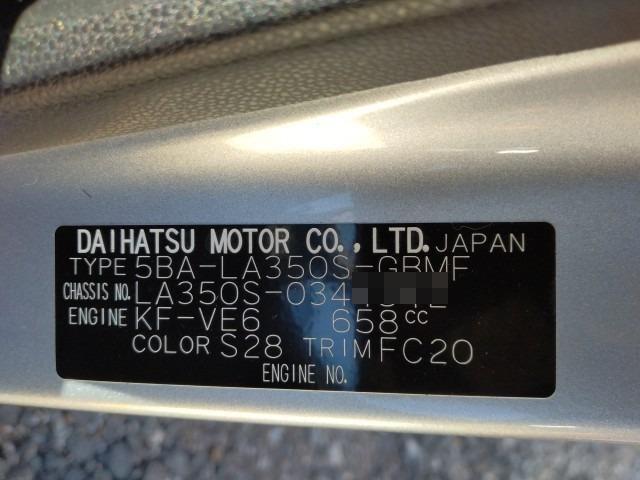 DAIHATSU MOTOR CO., LTD. JAPAN
TYPE 5BA-LA350S-GBMF
CHASSIS NO. LA350S-034
ENGINE KF-VE6 658cc
COLOR S28 TRIM FC20
ENGINE NO.